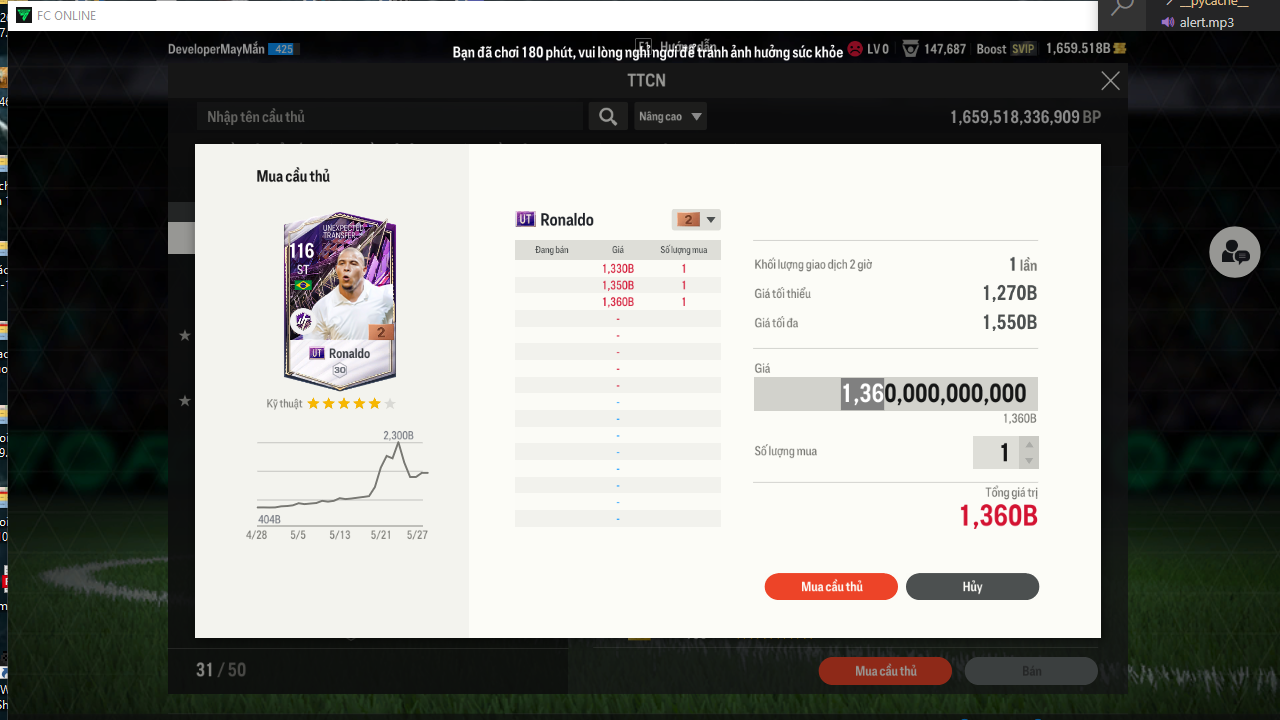 FC ONLINE
__pycache__
alert.mp3
DeveloperMayMắn 425
F1 Hướng dẫn
Bạn đã chơi 180 phút, vui lòng nghỉ ngơi để tránh ảnh hưởng sức khỏe
LV 0 147,687 Boost SVIP 1,659.518B
TTCN
Nhập tên cầu thủ
Nâng cao
1,659,518,336,909 BP
Mua cầu thủ
UNEXPECTED
TRANSFER
116
ST
2
UT Ronaldo
30
Kỹ thuật
2,300B
404B
4/28 5/5 5/13 5/21 5/27
UT Ronaldo 2
Đang bán Giá Số lượng mua
1,330B 1
1,350B 1
1,360B 1
-
-
-
-
-
-
-
-
-
-
-
-
-
Khối lượng giao dịch 2 giờ 1 lần
Giá tối thiểu 1,270B
Giá tối đa 1,550B
Giá
1,360,000,000,000
1,360B
Số lượng mua 1
Tổng giá trị
1,360B
Mua cầu thủ Hủy
31 / 50
Mua cầu thủ Bán